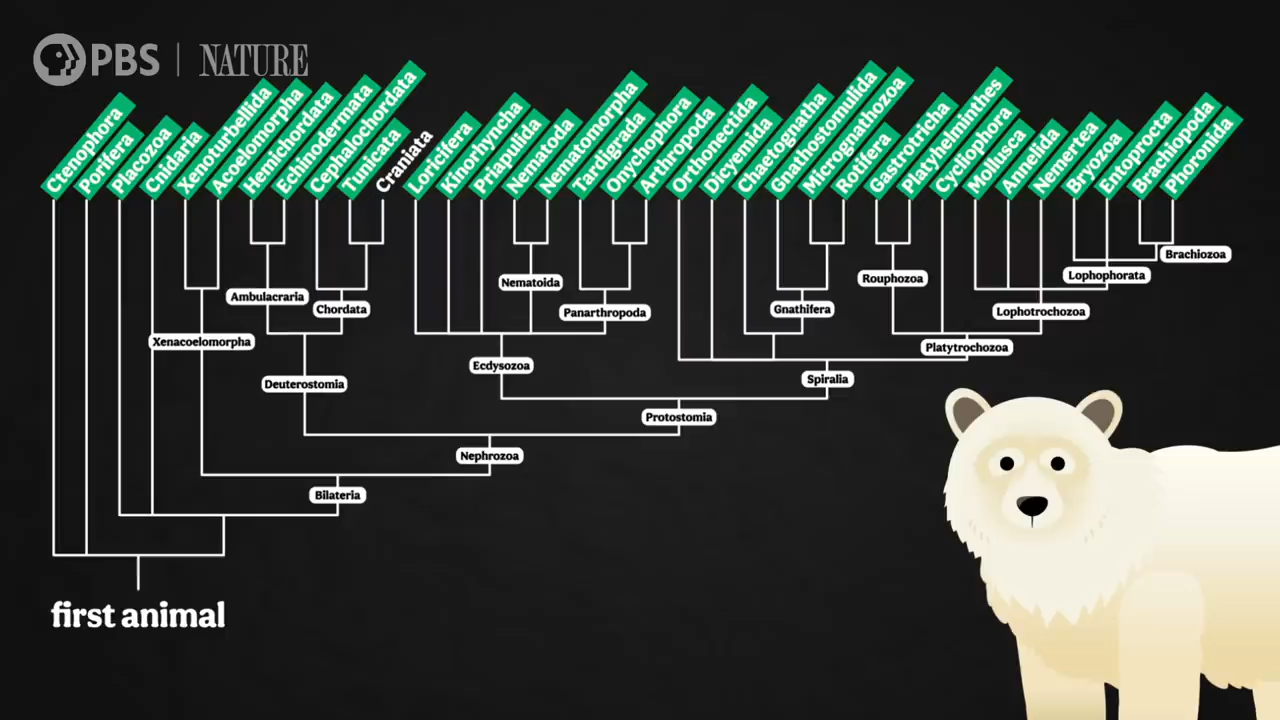 PBS | NATURE
Ctenophora
Porifera
Placozoa
Cnidaria
Xenoturbellida
Acoelomorpha
Hemichordata
Echinodermata
Cephalochordata
Tunicata
Craniata
Loricifera
Kinorhyncha
Priapulida
Nematoda
Nematomorpha
Tardigrada
Onychophora
Arthropoda
Orthonectida
Dicyemida
Chaetognatha
Gnathostomulida
Micrognathozoa
Rotifera
Gastrotricha
Platyhelminthes
Cycliophora
Mollusca
Annelida
Nemertea
Bryozoa
Entoprocta
Brachiopoda
Phoronida
Brachiozoa
Lophophorata
Rouphozoa
Nematoida
Ambulacraria
Chordata
Gnathifera
Lophotrochozoa
Panarthropoda
Xenacoelomorpha
Platytrochozoa
Ecdysozoa
Spiralia
Deuterostomia
Protostomia
Nephrozoa
Bilateria
first animal